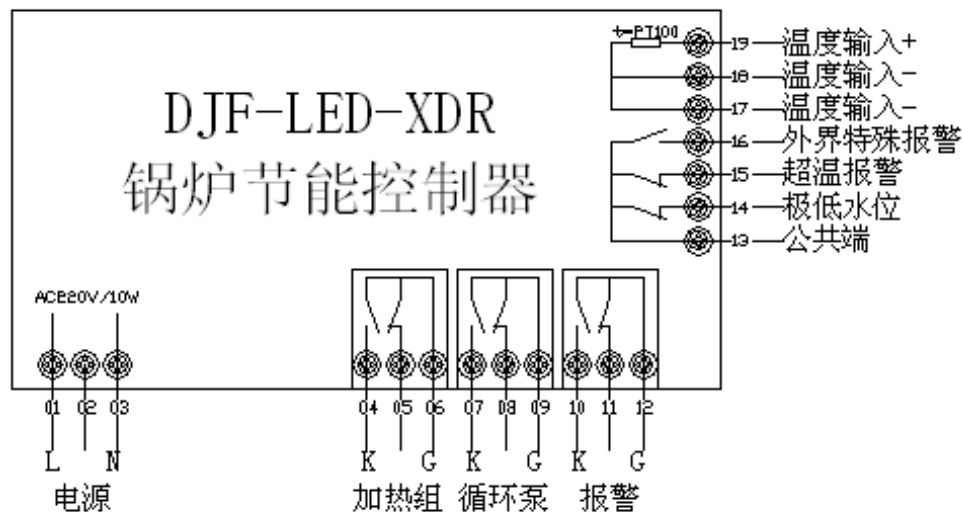 t-PT100
19 温度输入+
18 温度输入-
17 温度输入-
16 外界特殊报警
15 超温报警
14 极低水位
13 公共端
DJF-LED-XDR
锅炉节能控制器
AC220V/10W
01 02 03 04 05 06 07 08 09 10 11 12
L N K G K G K G
电源 加热组 循环泵 报警